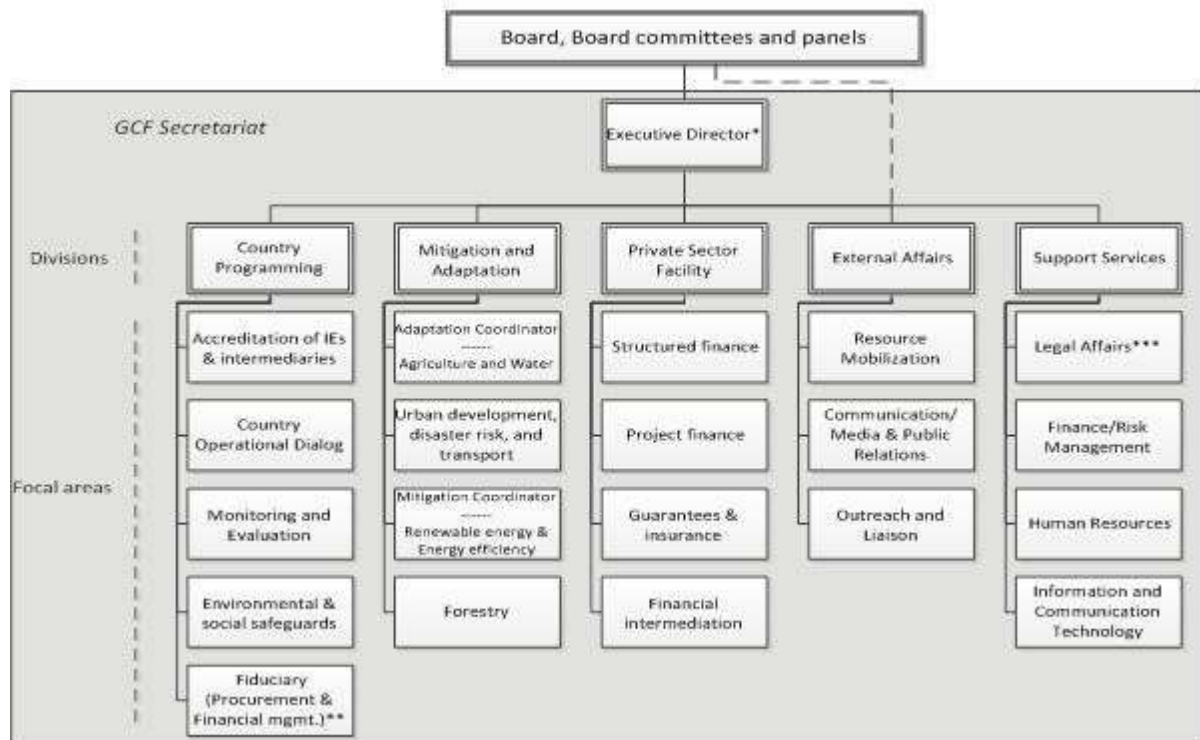 Board, Board committees and panels
GCF Secretariat
Executive Director*
Divisions
Country
Programming
Mitigation and
Adaptation
Private Sector
Facility
External Affairs
Support Services
Focal areas
Accreditation of IEs
& intermediaries
Country
Operational Dialog
Monitoring and
Evaluation
Environmental &
social safeguards
Fiduciary
(Procurement &
Financial mgmt.)**
Adaptation Coordinator
------
Agriculture and Water
Urban development,
disaster risk, and
transport
Mitigation Coordinator
------
Renewable energy &
Energy efficiency
Forestry
Structured finance
Project finance
Guarantees &
insurance
Financial
intermediation
Resource
Mobilization
Communication/
Media & Public
Relations
Outreach and
Liaison
Legal Affairs***
Finance/Risk
Management
Human Resources
Information and
Communication
Technology